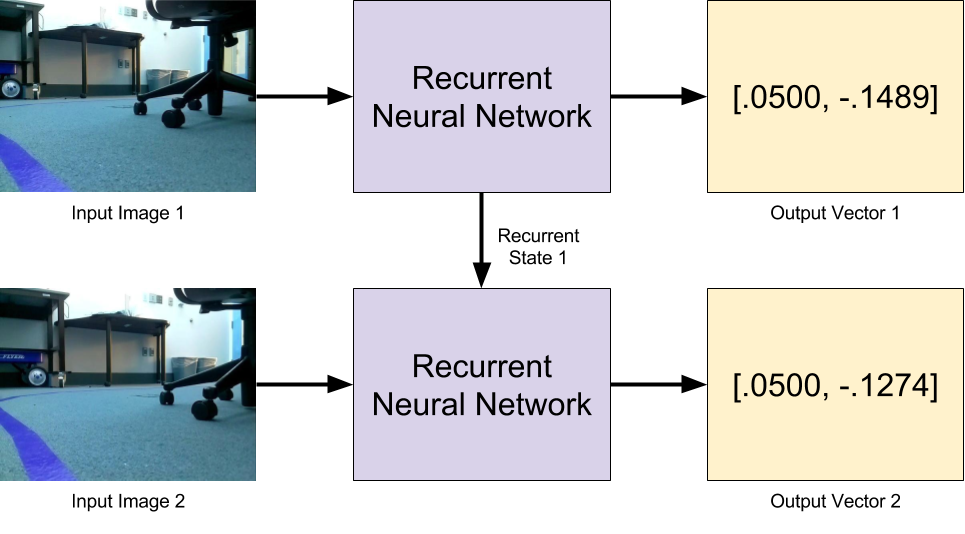 Recurrent
Neural Network
[.0500, -.1489]
Input Image 1
Output Vector 1
Recurrent
State 1
Recurrent
Neural Network
[.0500, -.1274]
Input Image 2
Output Vector 2